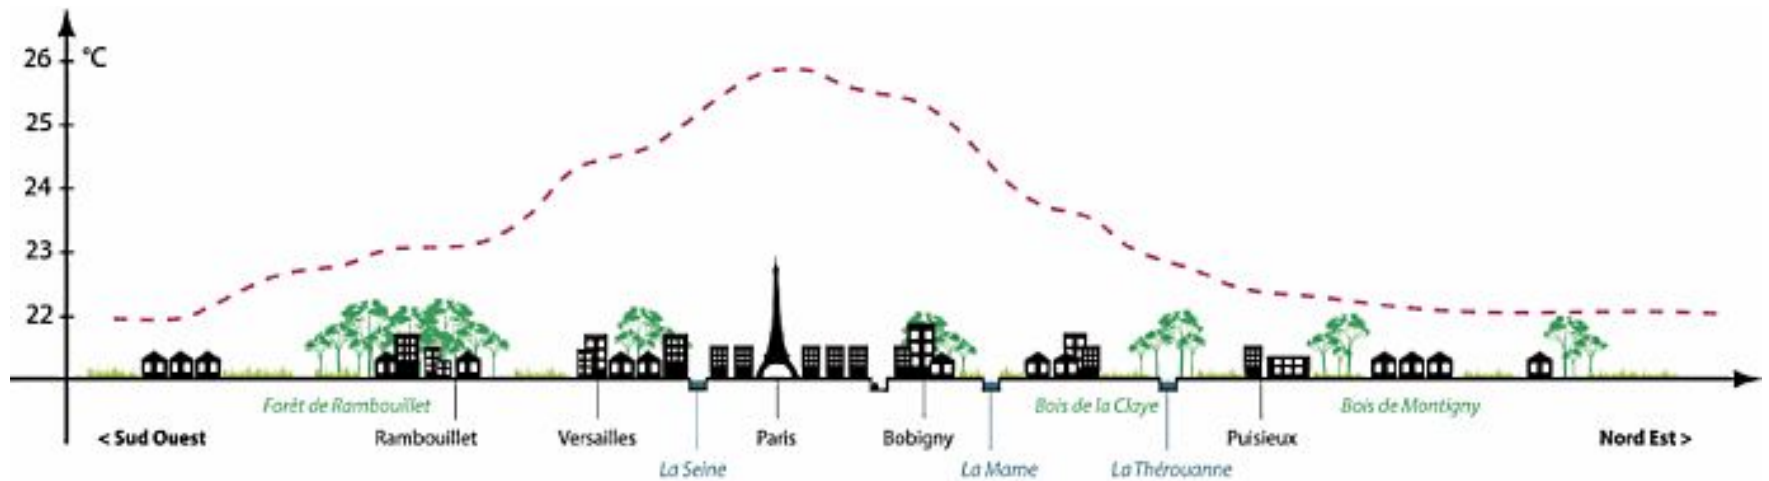 26 °C
25
24
23
22
Forêt de Rambouillet Bois de la Claye Bois de Montigny
< Sud Ouest Rambouillet Versailles Paris Bobigny Puisieux Nord Est >
La Seine La Marne La Thérouanne